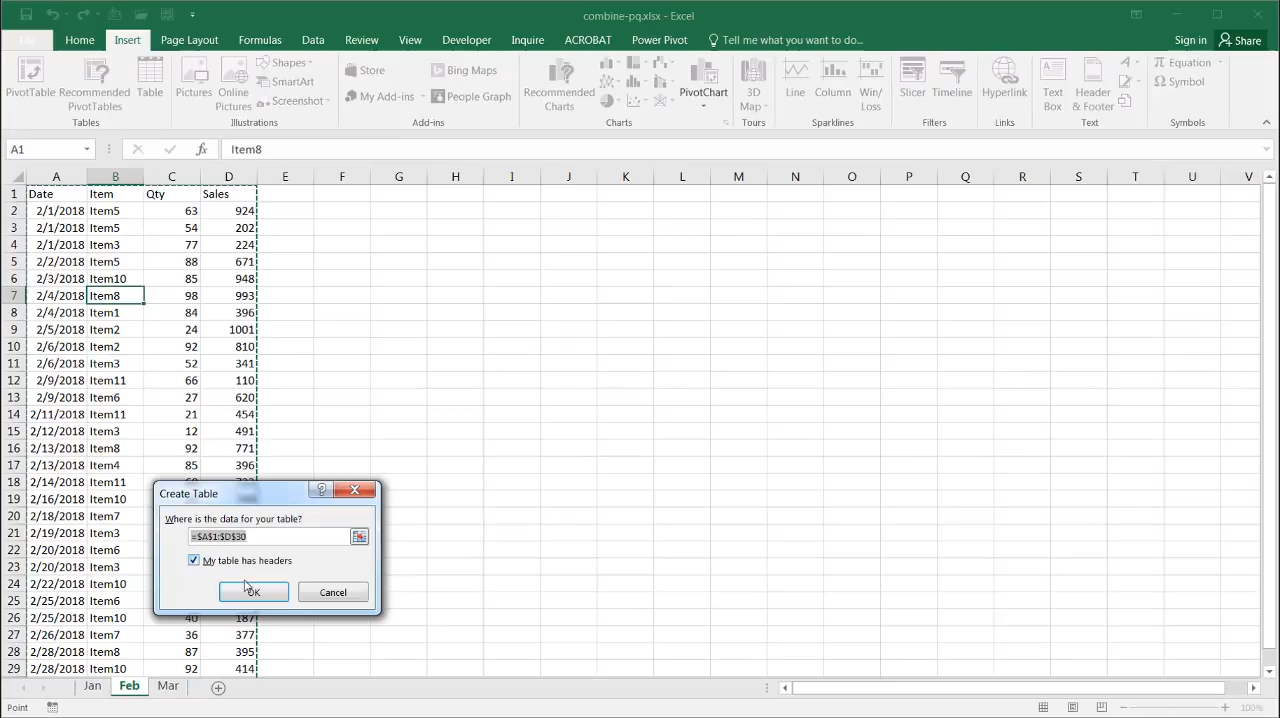 combine-pq.xlsx - Excel
File Home Insert Page Layout Formulas Data Review View Developer Inquire ACROBAT Power Pivot Tell me what you want to do... Sign in Share
PivotTable Recommended PivotTables Table
Tables
Pictures Online Pictures Shapes SmartArt Screenshot
Illustrations
Store My Add-ins Bing Maps People Graph
Add-ins
Recommended Charts PivotChart
Charts
3D Map
Tours
Line Column Win/ Loss
Sparklines
Slicer Timeline
Filters
Hyperlink
Links
Text Box Header & Footer
Text
Equation Symbol
Symbols
A1 fx Item8
A B C D E F G H I J K L M N O P Q R S T U V
1 Date Item Qty Sales
2 2/1/2018 Item5 63 924
3 2/1/2018 Item5 54 202
4 2/1/2018 Item3 77 224
5 2/2/2018 Item5 88 671
6 2/3/2018 Item10 85 948
7 2/4/2018 Item8 98 993
8 2/4/2018 Item1 84 396
9 2/5/2018 Item2 24 1001
10 2/6/2018 Item2 92 810
11 2/6/2018 Item3 52 341
12 2/9/2018 Item11 66 110
13 2/9/2018 Item6 27 620
14 2/11/2018 Item11 21 454
15 2/12/2018 Item3 12 491
16 2/13/2018 Item8 92 771
17 2/13/2018 Item4 85 396
18 2/14/2018 Item11
19 2/16/2018 Item10
20 2/18/2018 Item7
21 2/19/2018 Item3
22 2/20/2018 Item6
23 2/20/2018 Item3
24 2/22/2018 Item10
25 2/25/2018 Item6
26 2/25/2018 Item10 40 187
27 2/26/2018 Item7 36 377
28 2/28/2018 Item8 87 395
29 2/28/2018 Item10 92 414
Create Table
Where is the data for your table?
=$A$1:$D$30
My table has headers
OK Cancel
Jan Feb Mar
Point 100%